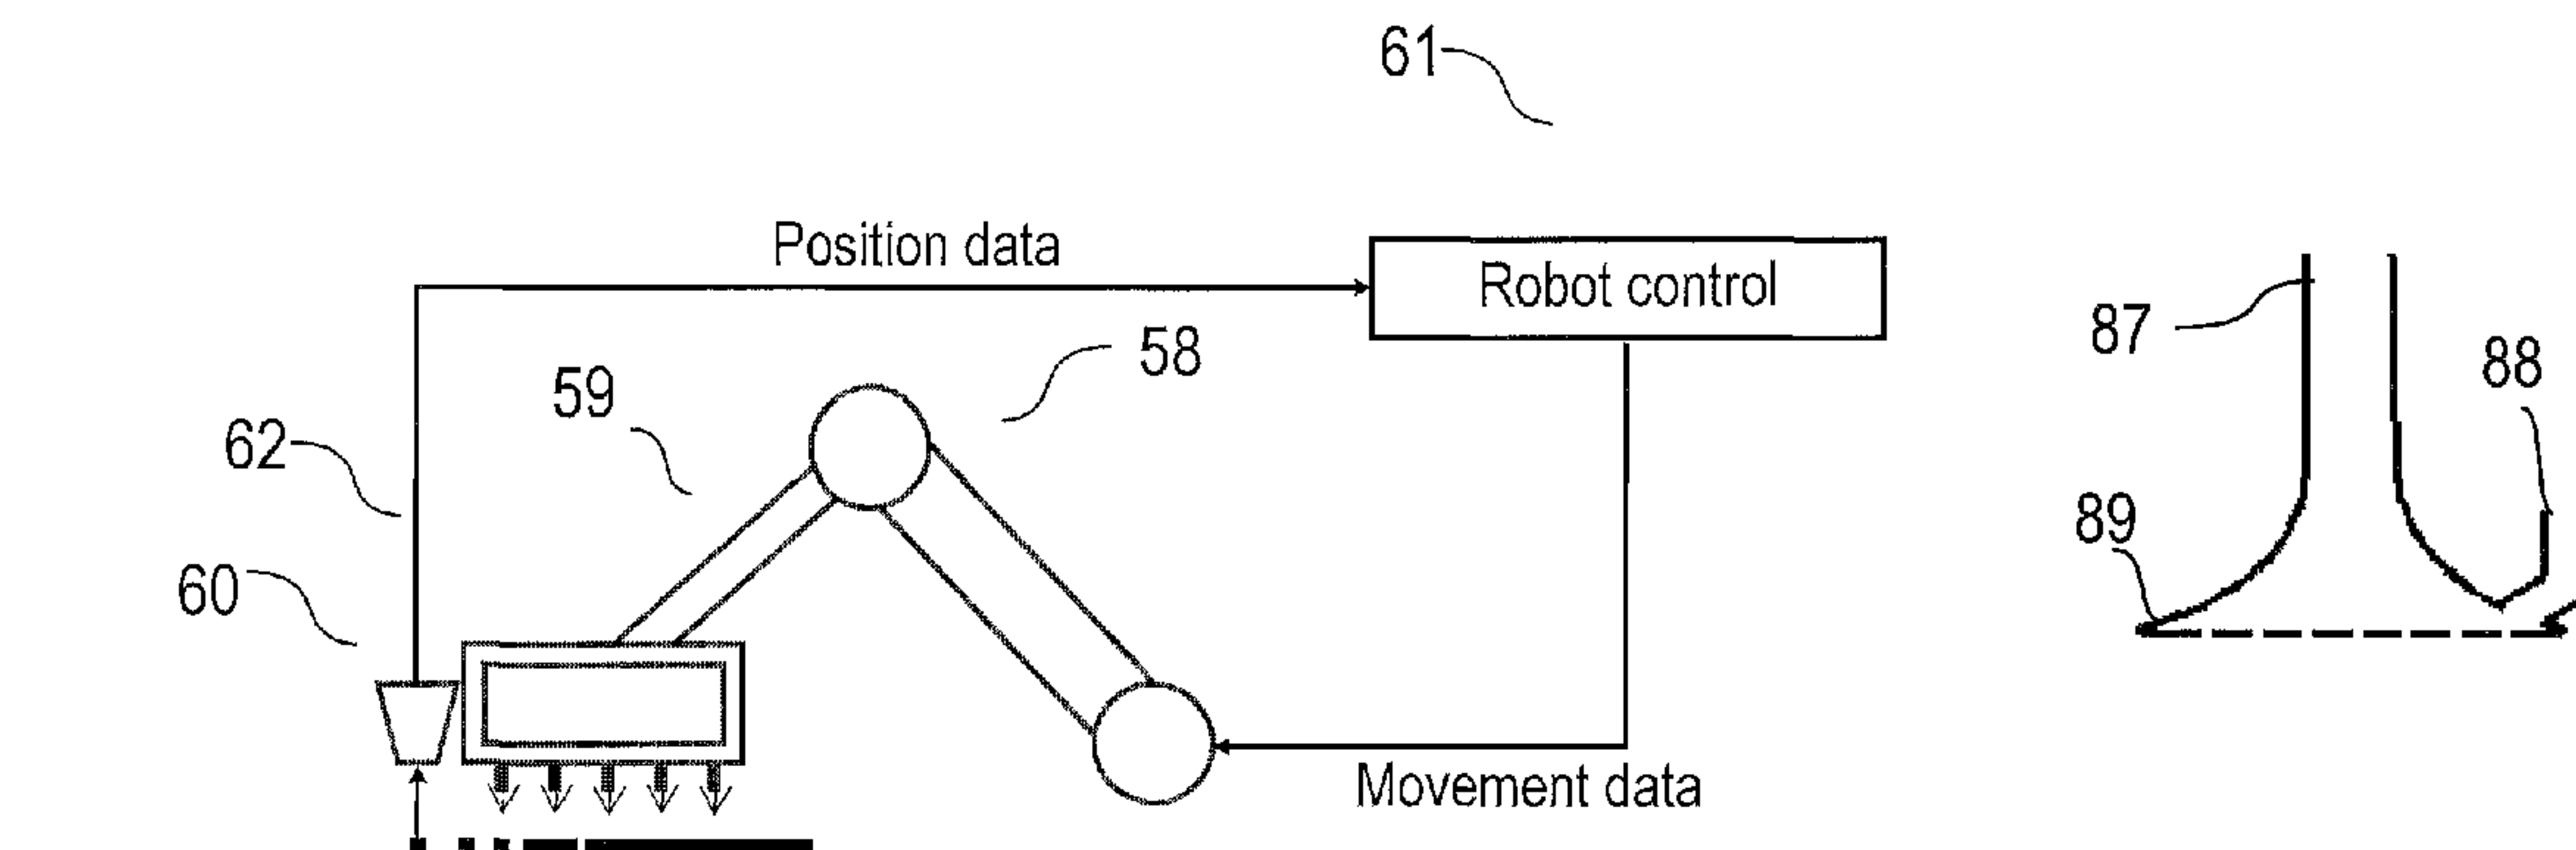 61
Position data
Robot control
58
87
88
59
62
89
60
Movement data